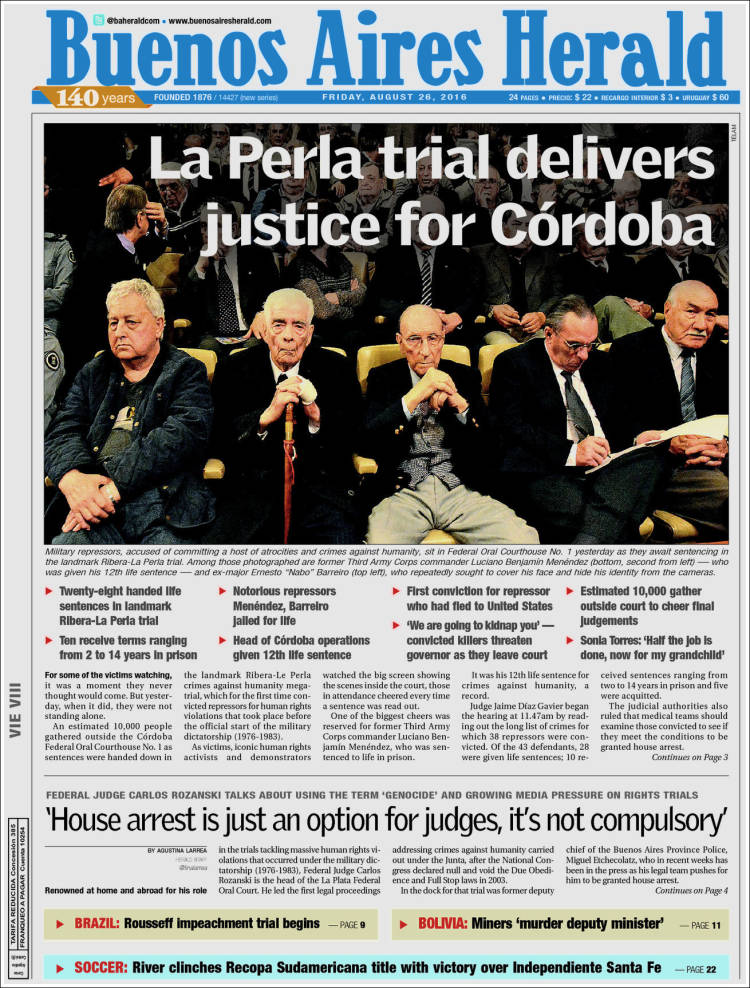 @baheraldcom • www.buenosairesherald.com
Buenos Aires Herald
140 years
FOUNDED 1876 / 14427 (new series)
FRIDAY, AUGUST 26, 2016
24 PAGES • PRECIO: $ 22 • RECARGO INTERIOR $ 3 • URUGUAY $ 60
TELAM
La Perla trial delivers
justice for Córdoba
Military repressors, accused of committing a host of atrocities and crimes against humanity, sit in Federal Oral Courthouse No. 1 yesterday as they await sentencing in
the landmark Ribera-La Perla trial. Among those photographed are former Third Army Corps commander Luciano Benjamín Menéndez (bottom, second from left) — who
was given his 12th life sentence — and ex-major Ernesto “Nabo” Barreiro (top left), who repeatedly sought to cover his face and hide his identity from the cameras.
Twenty-eight handed life
sentences in landmark
Ribera-La Perla trial
Ten receive terms ranging
from 2 to 14 years in prison
Notorious repressors
Menéndez, Barreiro
jailed for life
Head of Córdoba operations
given 12th life sentence
First conviction for repressor
who had fled to United States
‘We are going to kidnap you’ —
convicted killers threaten
governor as they leave court
Estimated 10,000 gather
outside court to cheer final
judgements
Sonia Torres: ‘Half the job is
done, now for my grandchild’
For some of the victims watching,
it was a moment they never
thought would come. But yester-
day, when it did, they were not
standing alone.
An estimated 10,000 people
gathered outside the Córdoba
Federal Oral Courthouse No. 1 as
sentences were handed down in
the landmark Ribera-Le Perla
crimes against humanity mega-
trial, which for the first time con-
victed repressors for human rights
violations that took place before
the official start of the military
dictatorship (1976-1983).
As victims, iconic human rights
activists and demonstrators
watched the big screen showing
the scenes inside the court, those
in attendance cheered every time
a sentence was read out.
One of the biggest cheers was
reserved for former Third Army
Corps commander Luciano Ben-
jamín Menéndez, who was sen-
tenced to life in prison.
It was his 12th life sentence for
crimes against humanity, a
record.
Judge Jaime Díaz Gavier began
the hearing at 11.47am by read-
ing out the long list of crimes for
which 38 repressors were con-
victed. Of the 43 defendants, 28
were given life sentences; 10 re-
ceived sentences ranging from
two to 14 years in prison and five
were acquitted.
The judicial authorities also
ruled that medical teams should
examine those convicted to see if
they meet the conditions to be
granted house arrest.
Continues on Page 3
VIE VIII
FEDERAL JUDGE CARLOS ROZANSKI TALKS ABOUT USING THE TERM ‘GENOCIDE’ AND GROWING MEDIA PRESSURE ON RIGHTS TRIALS
‘House arrest is just an option for judges, it’s not compulsory’
BY AGUSTINA LARREA
HERALD STAFF
@linalarrea
Renowned at home and abroad for his role
in the trials tackling massive human rights vi-
olations that occurred under the military dic-
tatorship (1976-1983), Federal Judge Carlos
Rozanski is the head of the La Plata Federal
Oral Court. He led the first legal proceedings
addressing crimes against humanity carried
out under the Junta, after the National Con-
gress declared null and void the Due Obedi-
ence and Full Stop laws in 2003.
In the dock for that trial was former deputy
chief of the Buenos Aires Province Police,
Miguel Etchecolatz, who in recent weeks has
been in the press as his legal team pushes for
him to be granted house arrest.
Continues on Page 4
TARIFA REDUCIDA Concesión 385
FRANQUEO A PAGAR Cuenta 10254
BRAZIL: Rousseff impeachment trial begins — PAGE 9
BOLIVIA: Miners ‘murder deputy minister’ — PAGE 11
SOCCER: River clinches Recopa Sudamericana title with victory over Independiente Santa Fe — PAGE 22